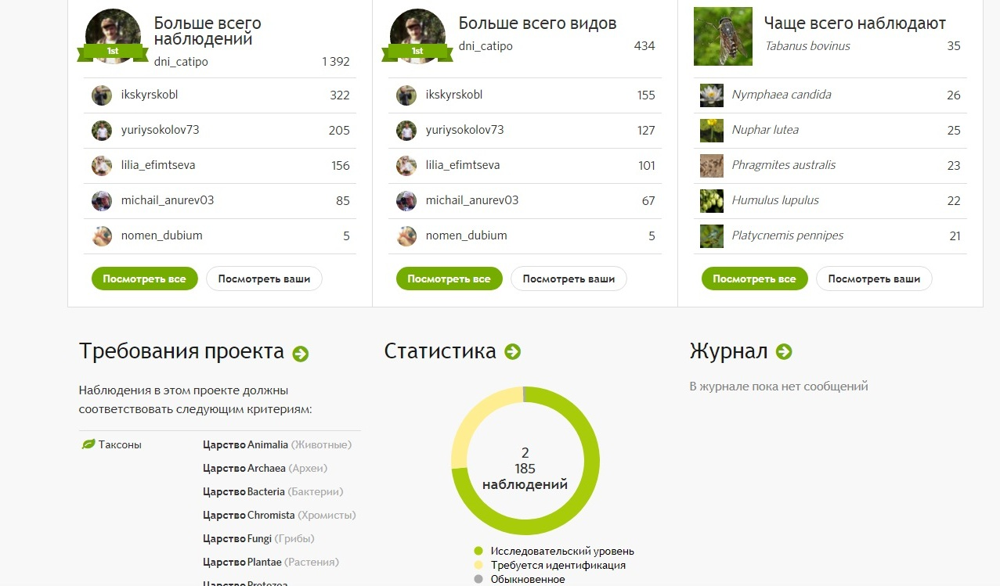 Больше всего
наблюдений
1st
dni_catipo 1 392
ikskyrskobl 322
yuriysokolov73 205
lilia_efimtseva 156
michail_anurev03 85
nomen_dubium 5
Посмотреть все Посмотреть ваши
Больше всего видов
1st
dni_catipo 434
ikskyrskobl 155
yuriysokolov73 127
lilia_efimtseva 101
michail_anurev03 67
nomen_dubium 5
Посмотреть все Посмотреть ваши
Чаще всего наблюдают
Tabanus bovinus 35
Nymphaea candida 26
Nuphar lutea 25
Phragmites australis 23
Humulus lupulus 22
Platycnemis pennipes 21
Посмотреть все Посмотреть ваши
Требования проекта
Наблюдения в этом проекте должны
соответствовать следующим критериям:
Таксоны Царство Animalia (Животные)
Царство Archaea (Археи)
Царство Bacteria (Бактерии)
Царство Chromista (Хромисты)
Царство Fungi (Грибы)
Царство Plantae (Растения)
Царство Protozoa
Статистика
2
185
наблюдений
Исследовательский уровень
Требуется идентификация
Обыкновенное
Журнал
В журнале пока нет сообщений